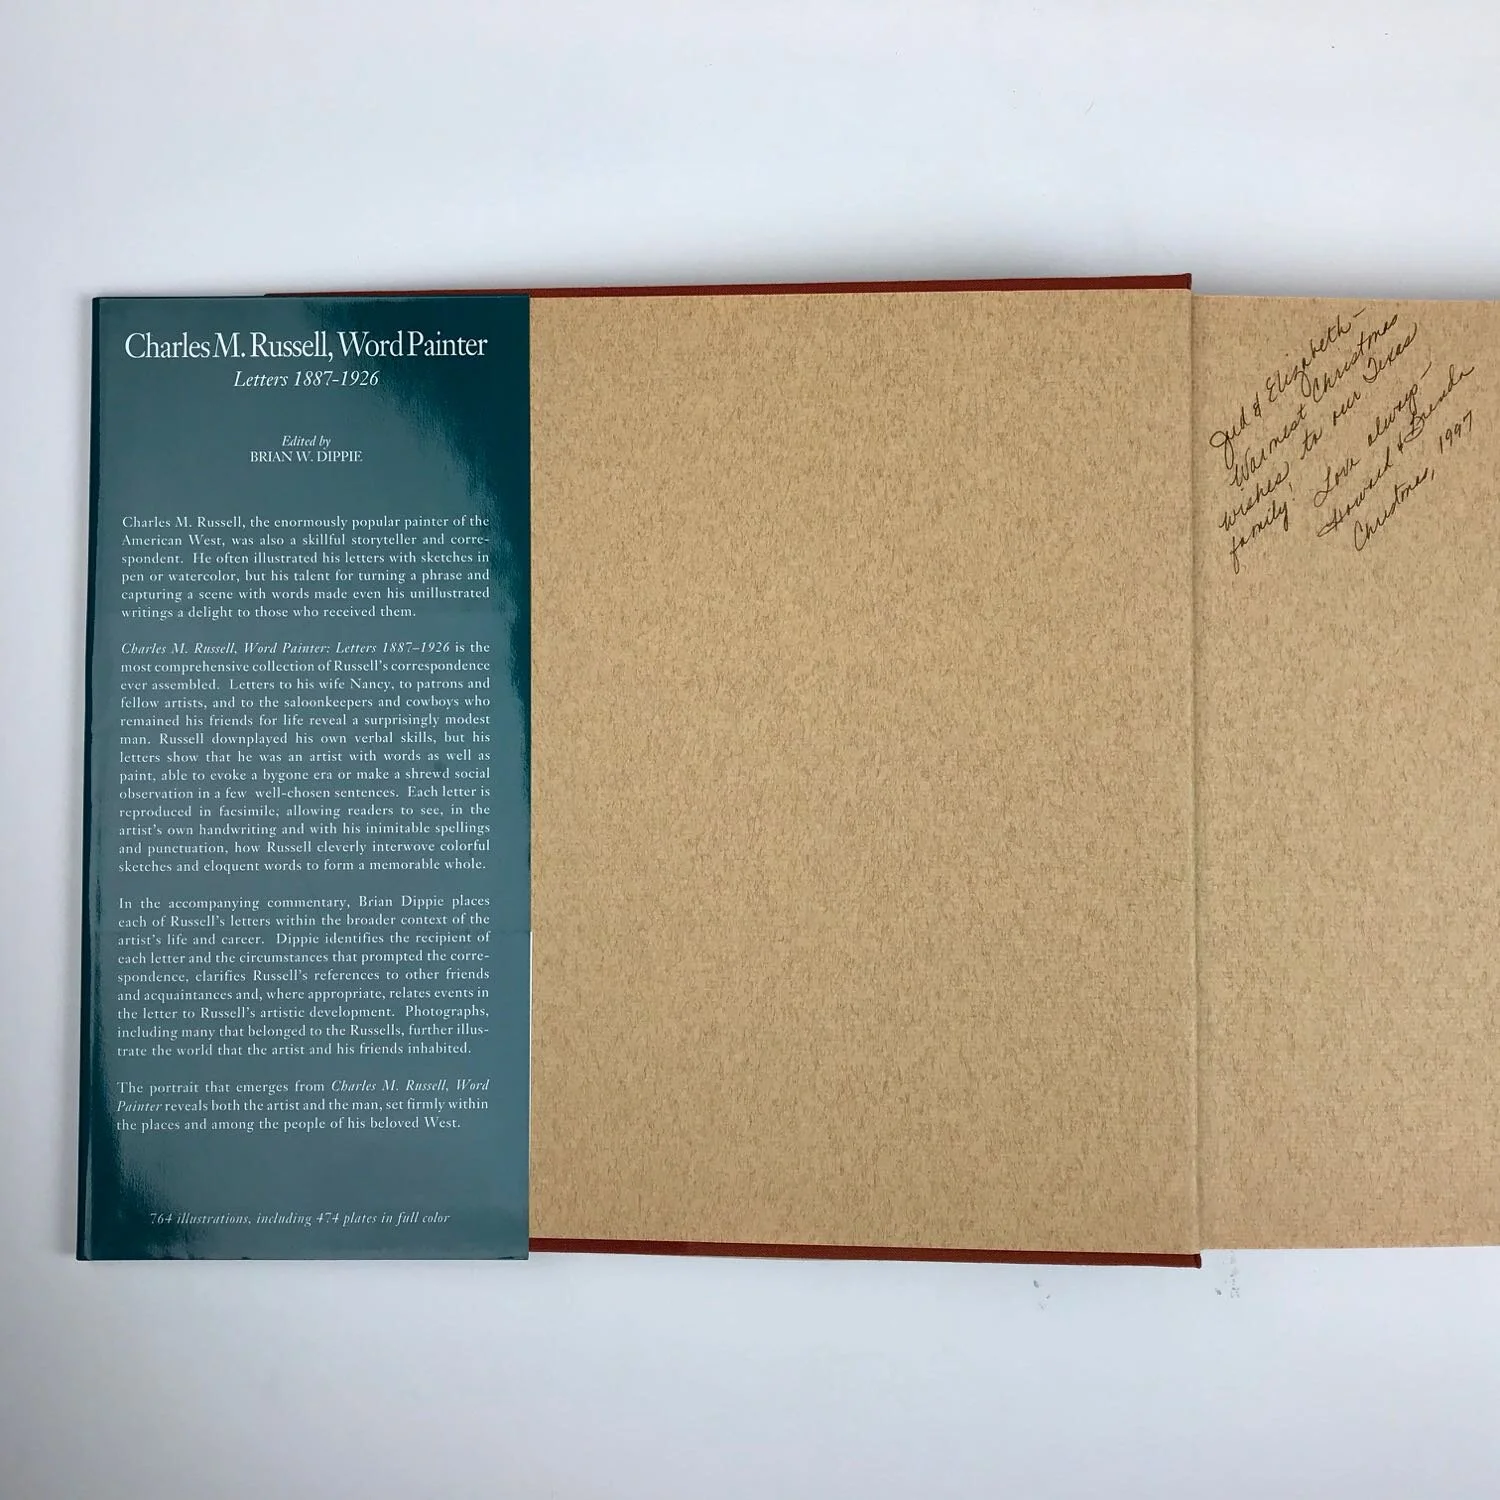 Charles M. Russell, Word Painter
Letters 1887-1926
Edited by
BRIAN W. DIPPIE
Charles M. Russell, the enormously popular painter of the
American West, was also a skillful storyteller and corre-
spondent. He often illustrated his letters with sketches in
pen or watercolor, but his talent for turning a phrase and
capturing a scene with words made even his unillustrated
writings a delight to those who received them.
Charles M. Russell, Word Painter: Letters 1887–1926 is the
most comprehensive collection of Russell's correspondence
ever assembled. Letters to his wife Nancy, to patrons and
fellow artists, and to the saloonkeepers and cowboys who
remained his friends for life reveal a surprisingly modest
man. Russell downplayed his own verbal skills, but his
letters show that he was an artist with words as well as
paint, able to evoke a bygone era or make a shrewd social
observation in a few well-chosen sentences. Each letter is
reproduced in facsimile, allowing readers to see, in the
artist's own handwriting and with his inimitable spellings
and punctuation, how Russell cleverly interwove colorful
sketches and eloquent words to form a memorable whole.
In the accompanying commentary, Brian Dippie places
each of Russell's letters within the broader context of the
artist's life and career. Dippie identifies the recipient of
each letter and the circumstances that prompted the corre-
spondence, clarifies Russell's references to other friends
and acquaintances and, where appropriate, relates events in
the letter to Russell's artistic development. Photographs,
including many that belonged to the Russells, further illus-
trate the world that the artist and his friends inhabited.
The portrait that emerges from Charles M. Russell, Word
Painter reveals both the artist and the man, set firmly within
the places and among the people of his beloved West.
764 illustrations, including 474 plates in full color
Jud & Elizabeth –
Warmest Christmas
wishes to our Texas
family! Love always –
Howard & Brenda
Christmas, 1997